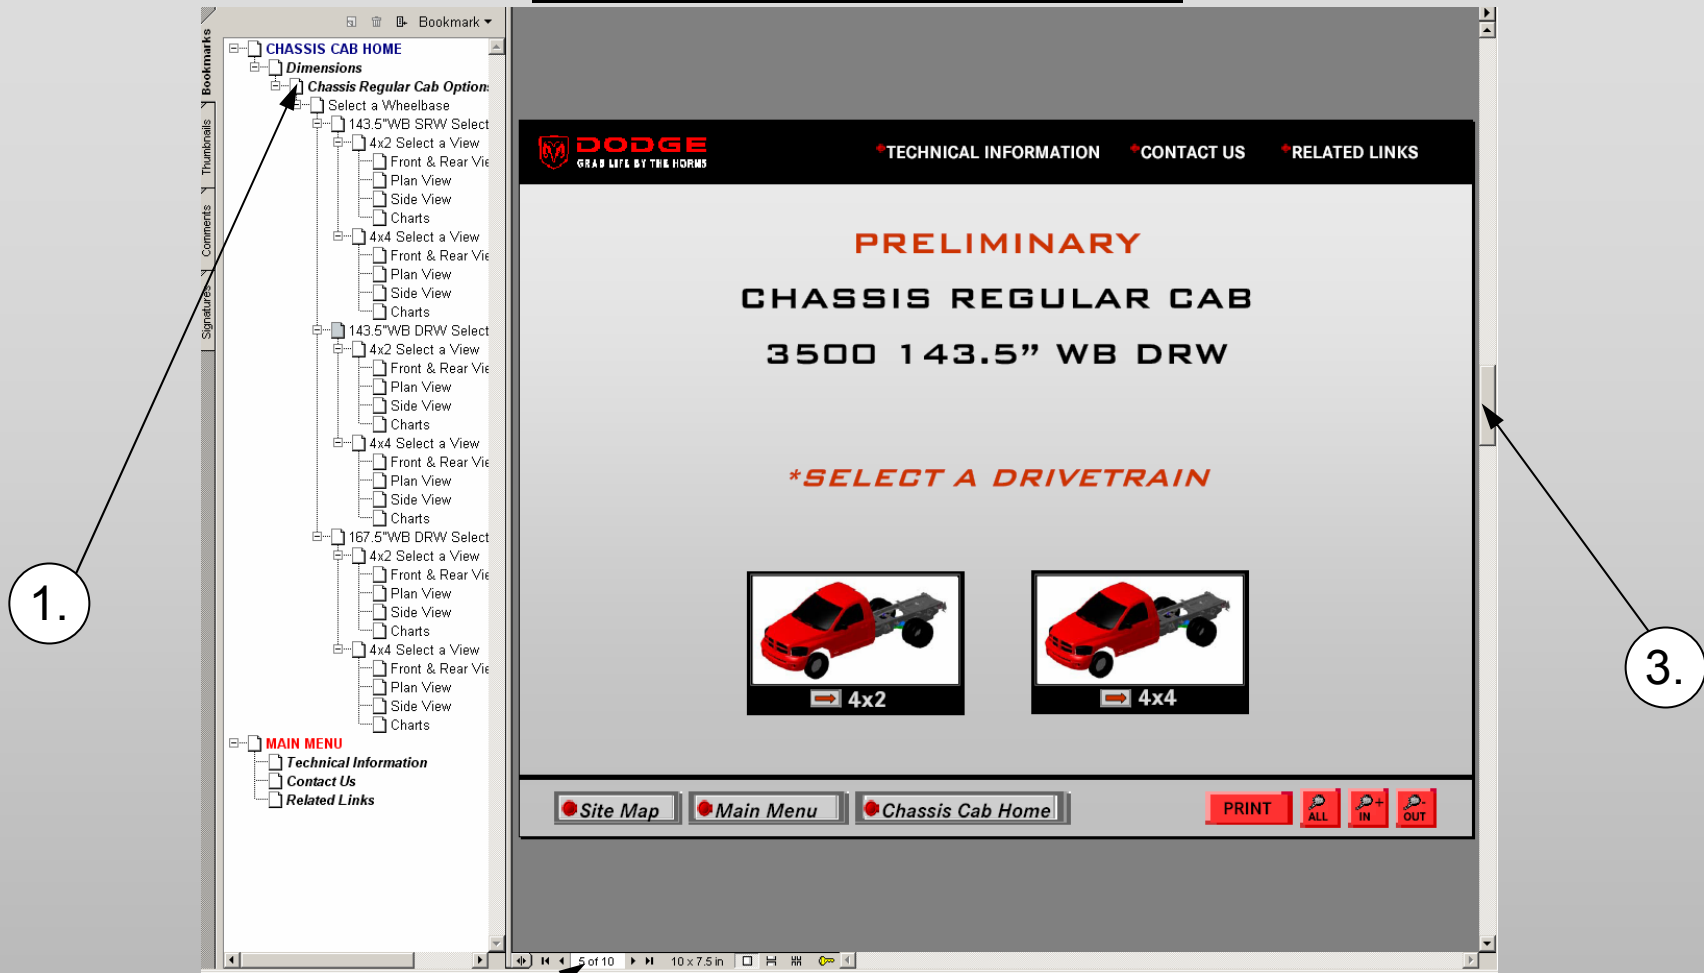 Bookmark
Bookmarks
Thumbnails
Comments
Signatures
CHASSIS CAB HOME
Dimensions
Chassis Regular Cab Option
Select a Wheelbase
143.5"WB SRW Select
4x2 Select a View
Front & Rear Vie
Plan View
Side View
Charts
4x4 Select a View
Front & Rear Vie
Plan View
Side View
Charts
143.5"WB DRW Select
4x2 Select a View
Front & Rear Vie
Plan View
Side View
Charts
4x4 Select a View
Front & Rear Vie
Plan View
Side View
Charts
167.5"WB DRW Select
4x2 Select a View
Front & Rear Vie
Plan View
Side View
Charts
4x4 Select a View
Front & Rear Vie
Plan View
Side View
Charts
MAIN MENU
Technical Information
Contact Us
Related Links
1.
DODGE
GRAB LIFE BY THE HORNS
*TECHNICAL INFORMATION *CONTACT US *RELATED LINKS
PRELIMINARY
CHASSIS REGULAR CAB
3500 143.5" WB DRW
*SELECT A DRIVETRAIN
4x2
4x4
3.
Site Map
Main Menu
Chassis Cab Home
PRINT
ALL
+ IN
- OUT
5 of 10
10 x 7.5 in